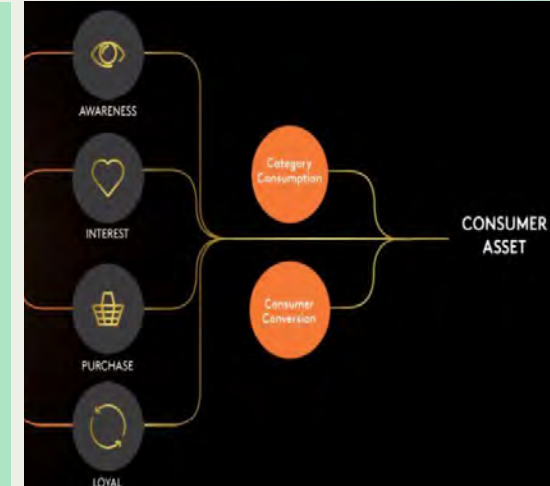 AWARENESS
INTEREST
PURCHASE
LOYAL
Category
Consumption
Consumer
Conversion
CONSUMER
ASSET